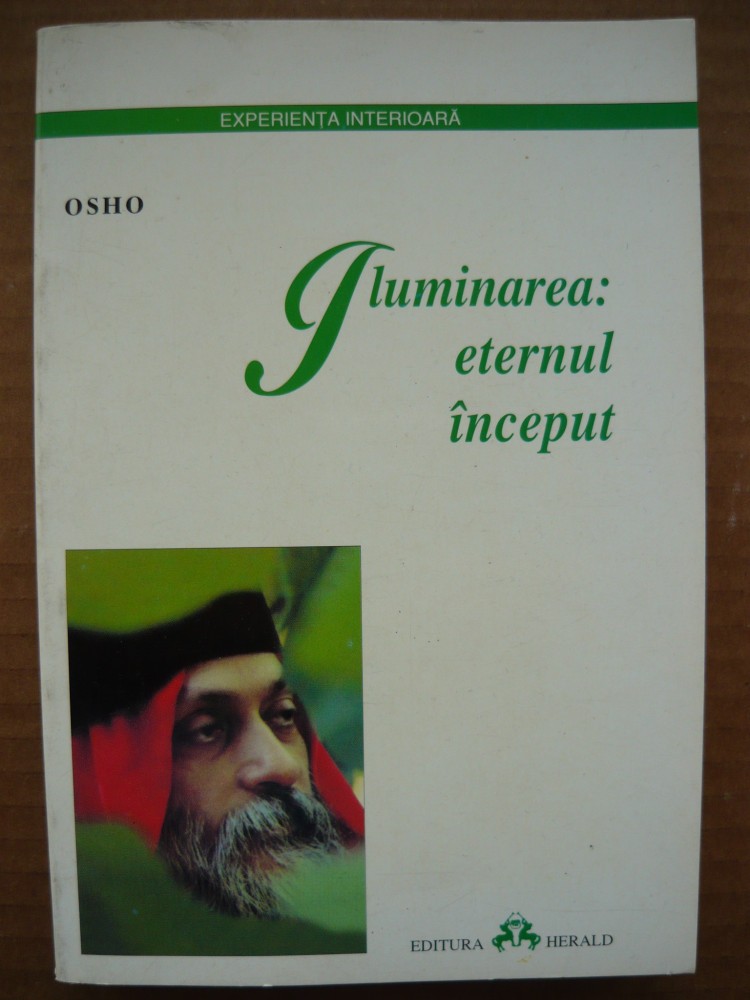 EXPERIENȚA INTERIOARĂ
OSHO
Iluminarea:
eternul
început
EDITURA HERALD